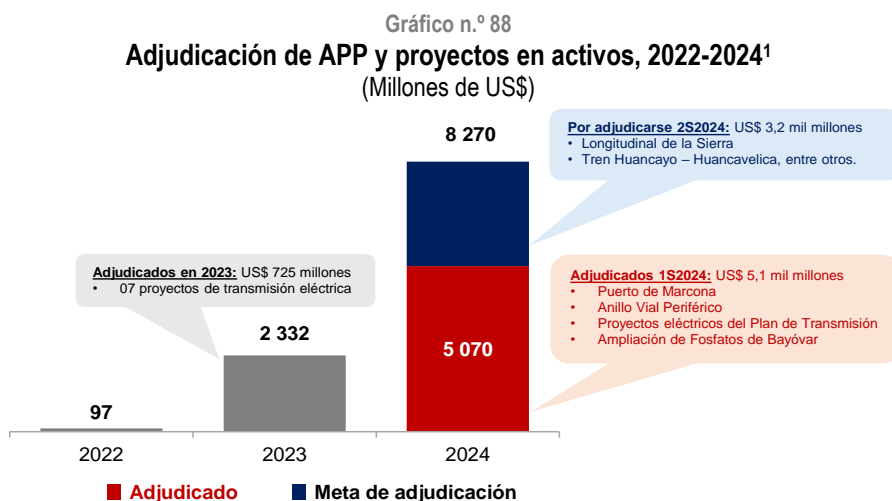 Gráfico n.º 88
Adjudicación de APP y proyectos en activos, 2022-2024¹
(Millones de US$)
8 270
Por adjudicarse 2S2024: US$ 3,2 mil millones
• Longitudinal de la Sierra
• Tren Huancayo – Huancavelica, entre otros.
Adjudicados en 2023: US$ 725 millones
• 07 proyectos de transmisión eléctrica
Adjudicados 1S2024: US$ 5,1 mil millones
• Puerto de Marcona
• Anillo Vial Periférico
• Proyectos eléctricos del Plan de Transmisión
• Ampliación de Fosfatos de Bayóvar
2 332
5 070
97
2022 2023 2024
Adjudicado Meta de adjudicación